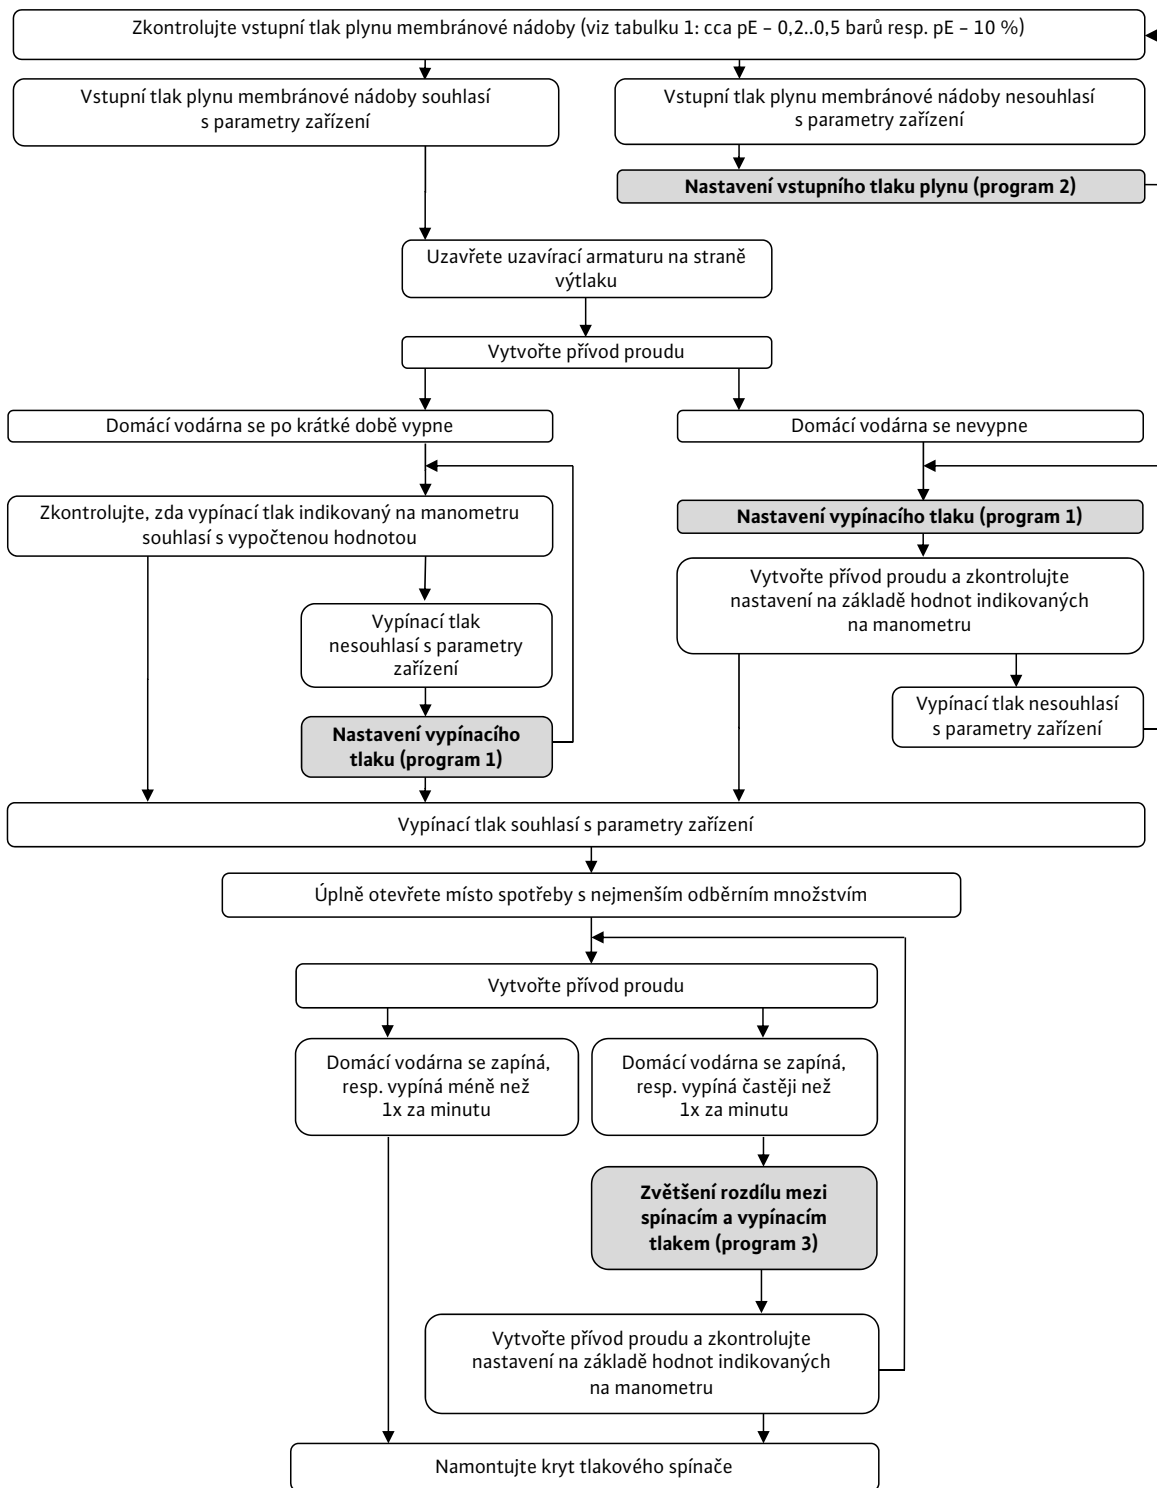 Zkontrolujte vstupní tlak plynu membránové nádoby (viz tabulku 1: cca pE – 0,2..0,5 barů resp. pE – 10 %)
Vstupní tlak plynu membránové nádoby souhlasí
s parametry zařízení
Vstupní tlak plynu membránové nádoby nesouhlasí
s parametry zařízení
Nastavení vstupního tlaku plynu (program 2)
Uzavřete uzavírací armaturu na straně
výtlaku
Vytvořte přívod proudu
Domácí vodárna se po krátké době vypne
Domácí vodárna se nevypne
Zkontrolujte, zda vypínací tlak indikovaný na manometru
souhlasí s vypočtenou hodnotou
Nastavení vypínacího tlaku (program 1)
Vytvořte přívod proudu a zkontrolujte
nastavení na základě hodnot indikovaných
na manometru
Vypínací tlak
nesouhlasí s parametry
zařízení
Vypínací tlak nesouhlasí
s parametry zařízení
Nastavení vypínacího
tlaku (program 1)
Vypínací tlak souhlasí s parametry zařízení
Úplně otevřete místo spotřeby s nejmenším odběrním množstvím
Vytvořte přívod proudu
Domácí vodárna se zapíná,
resp. vypíná méně než
1x za minutu
Domácí vodárna se zapíná,
resp. vypíná častěji než
1x za minutu
Zvětšení rozdílu mezi
spínacím a vypínacím
tlakem (program 3)
Vytvořte přívod proudu a zkontrolujte
nastavení na základě hodnot indikovaných
na manometru
Namontujte kryt tlakového spínače